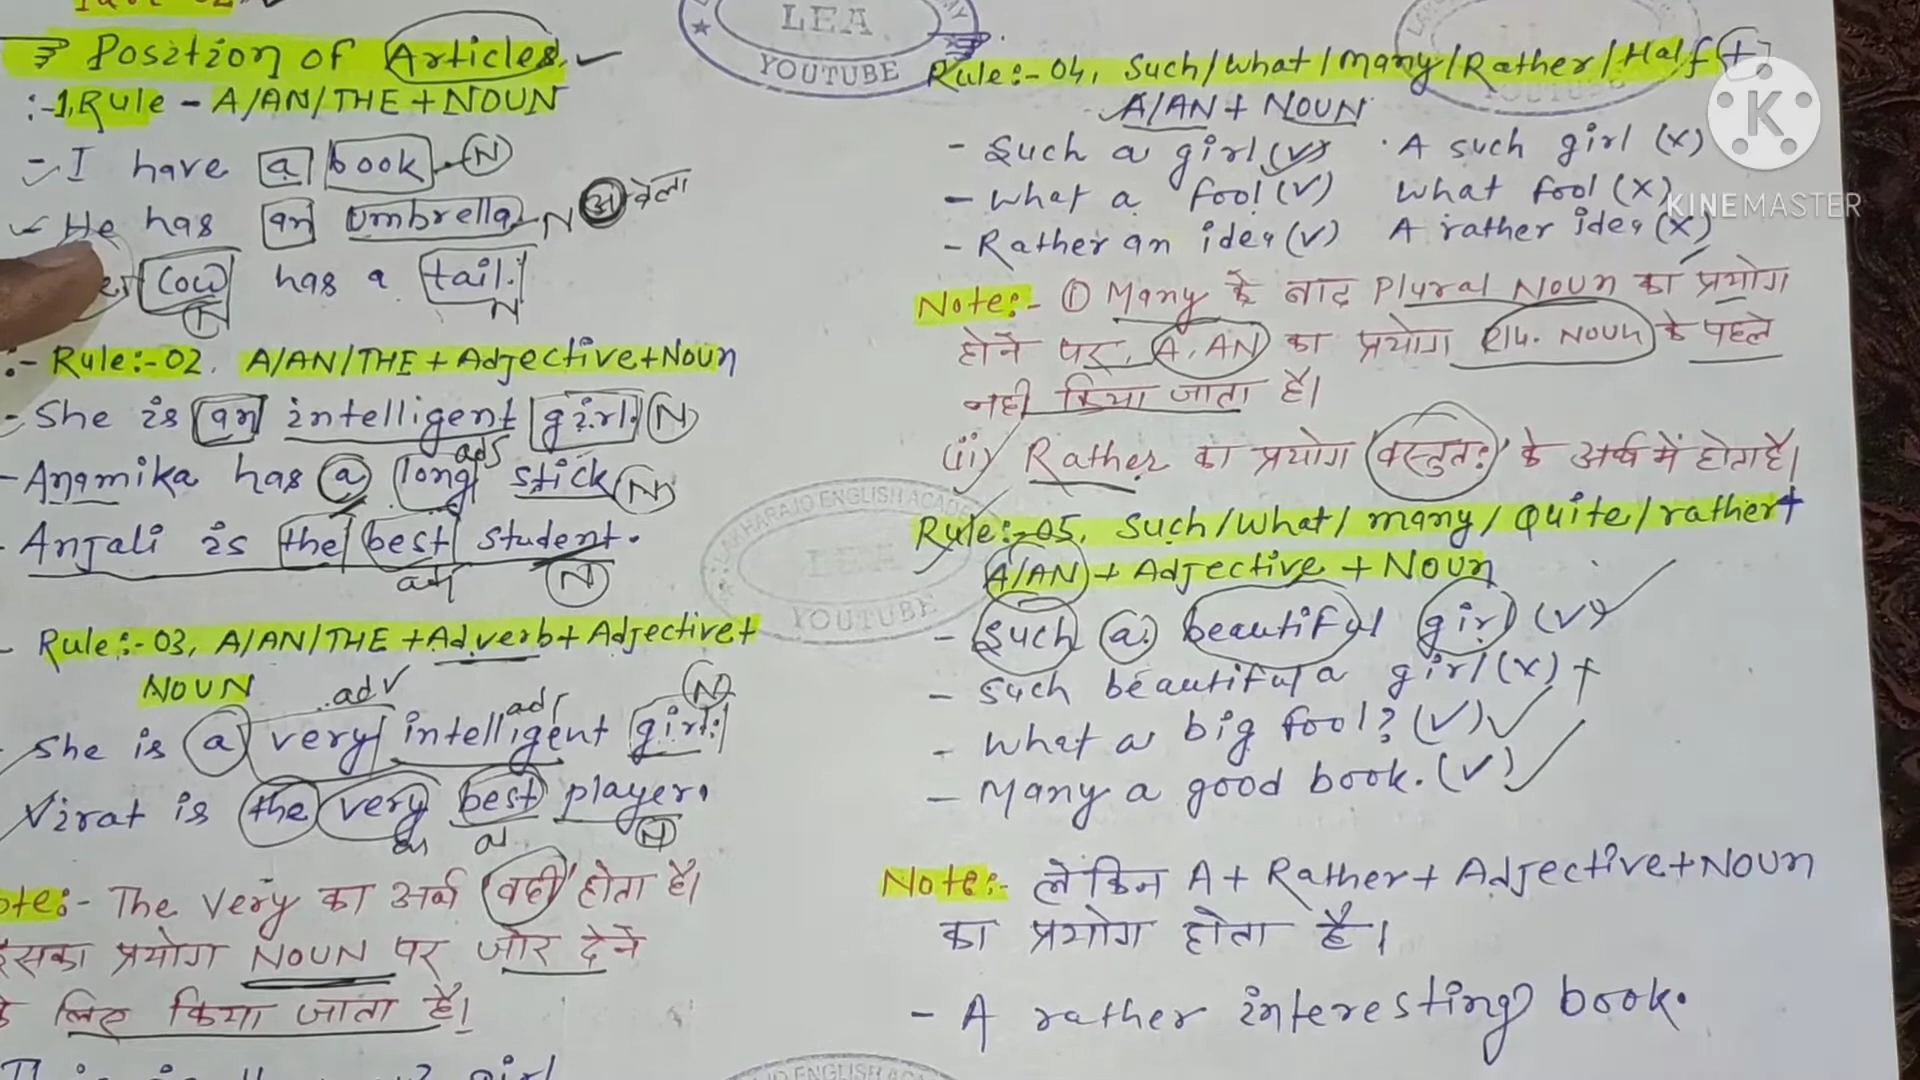 Position of Articles.
:-1, Rule - A/AN/THE + NOUN
- I have a book. N
- He has an umbrella N अम्ब्रेला
Cow has a tail.
N N
:- Rule:-02. A/AN/THE + Adjective+Noun
- She is an intelligent girl. N
adj
- Anamika has a long stick N
- Anjali is the best student.
adj N
- Rule:-03, A/AN/THE +Adverb+ Adjective+
NOUN adv adj N
She is a very intelligent girl.
Virat is the very best player.
N
ote:- The very का अर्थ 'वही' होता है।
इसका प्रयोग NOUN पर जोर देने
के लिए किया जाता है।
girl
LEA
YOUTUBE
Rule:-04, Such/what/many/Rather/Half +
A/AN + NOUN
- Such a girl (v) · A such girl (x)
- What a fool (v) What fool (x)
- Rather an idea (v) A rather idea (x)
Note:- ① Many के बाद Plural Noun का प्रयोग
होने पर, A, AN का प्रयोग Plu. Noun के पहले
नही किया जाता है।
(ii) Rather का प्रयोग 'वस्तुतः' के अर्थ में होता है।
Rule:-05, Such/what/many/Quite/rather+
A/AN + Adjective + Noun
- Such a beautiful girl (v)
- Such beautiful a girl (x)
- What a big fool? (v)
- Many a good book. (v)
Note:- लेकिन A+ Rather+ Adjective+Noun
का प्रयोग होता है।
- A rather interesting book.
K
KINEMASTER
LEA
YOUTUBE